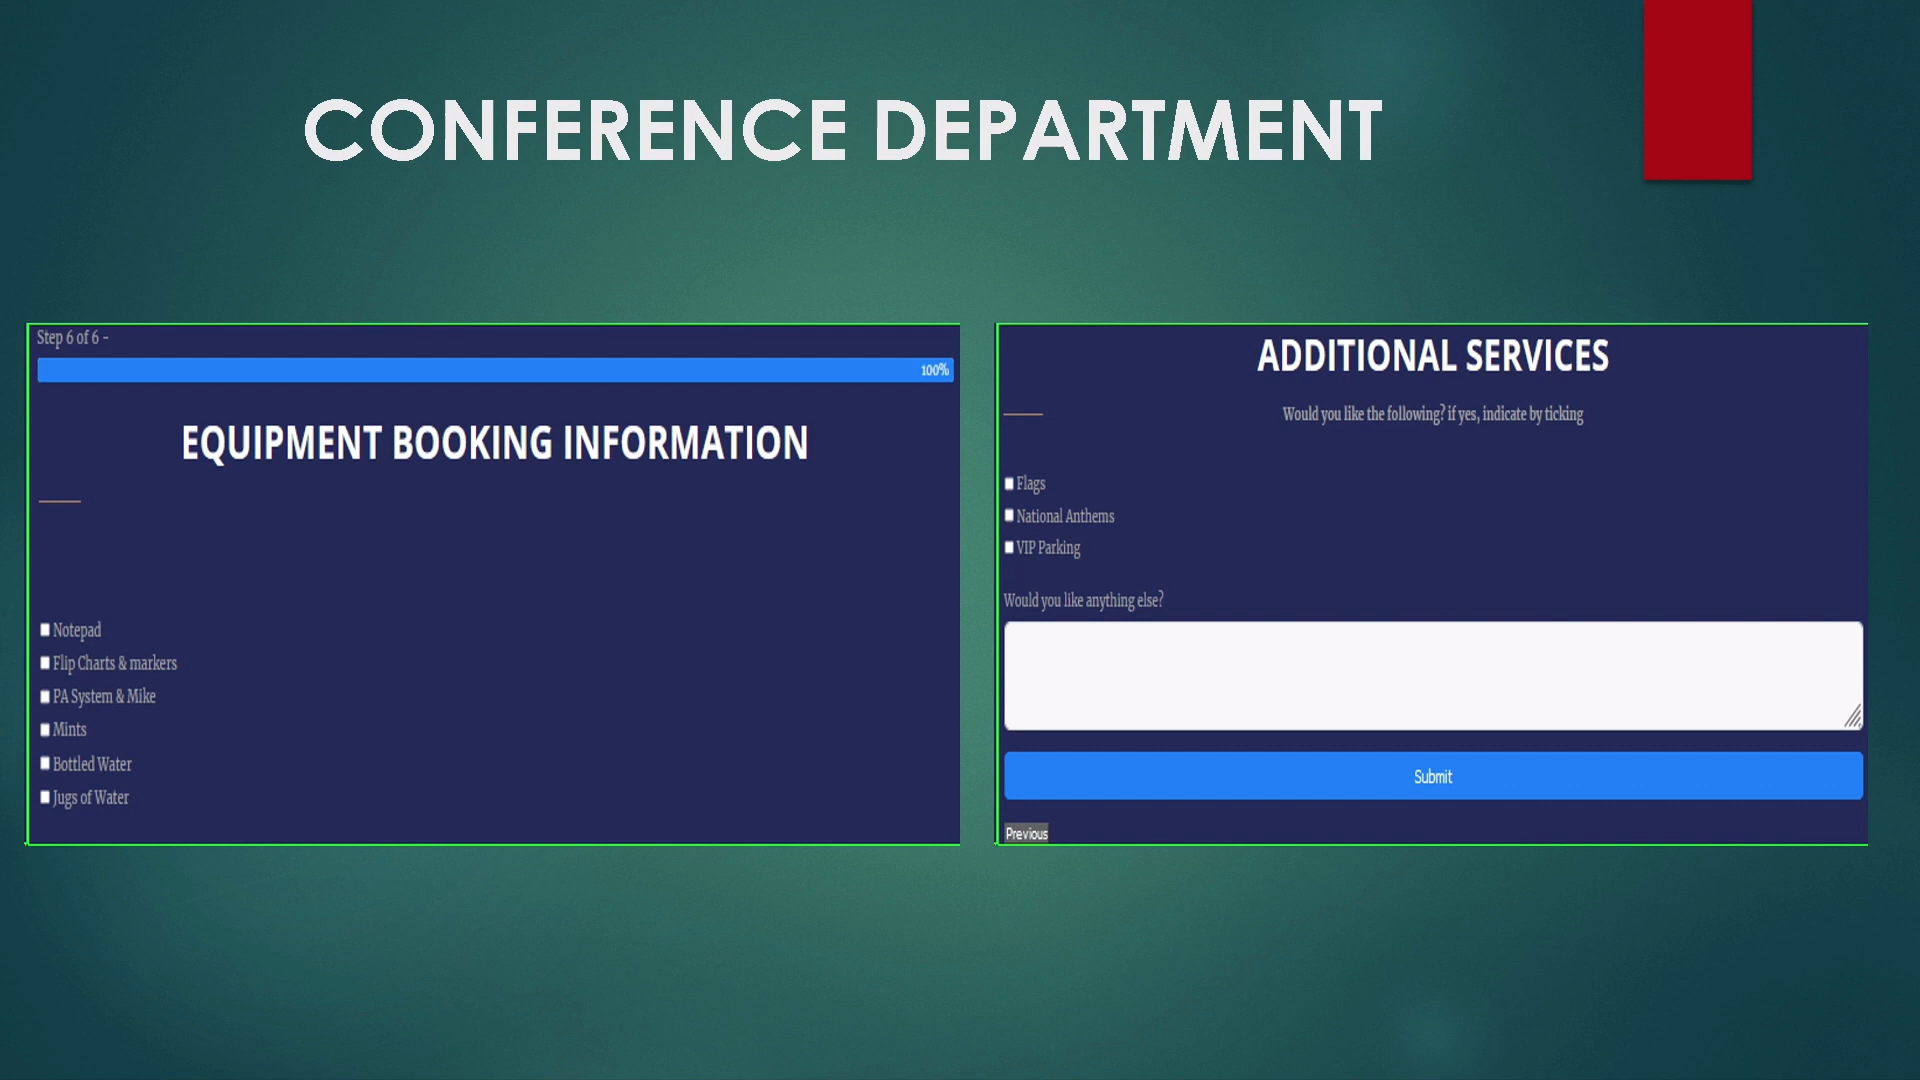 CONFERENCE DEPARTMENT
Step 6 of 6 -
100%
EQUIPMENT BOOKING INFORMATION
Notepad
Flip Charts & markers
PA System & Mike
Mints
Bottled Water
Jugs of Water
ADDITIONAL SERVICES
Would you like the following? if yes, indicate by ticking
Flags
National Anthems
VIP Parking
Would you like anything else?
Submit
Previous